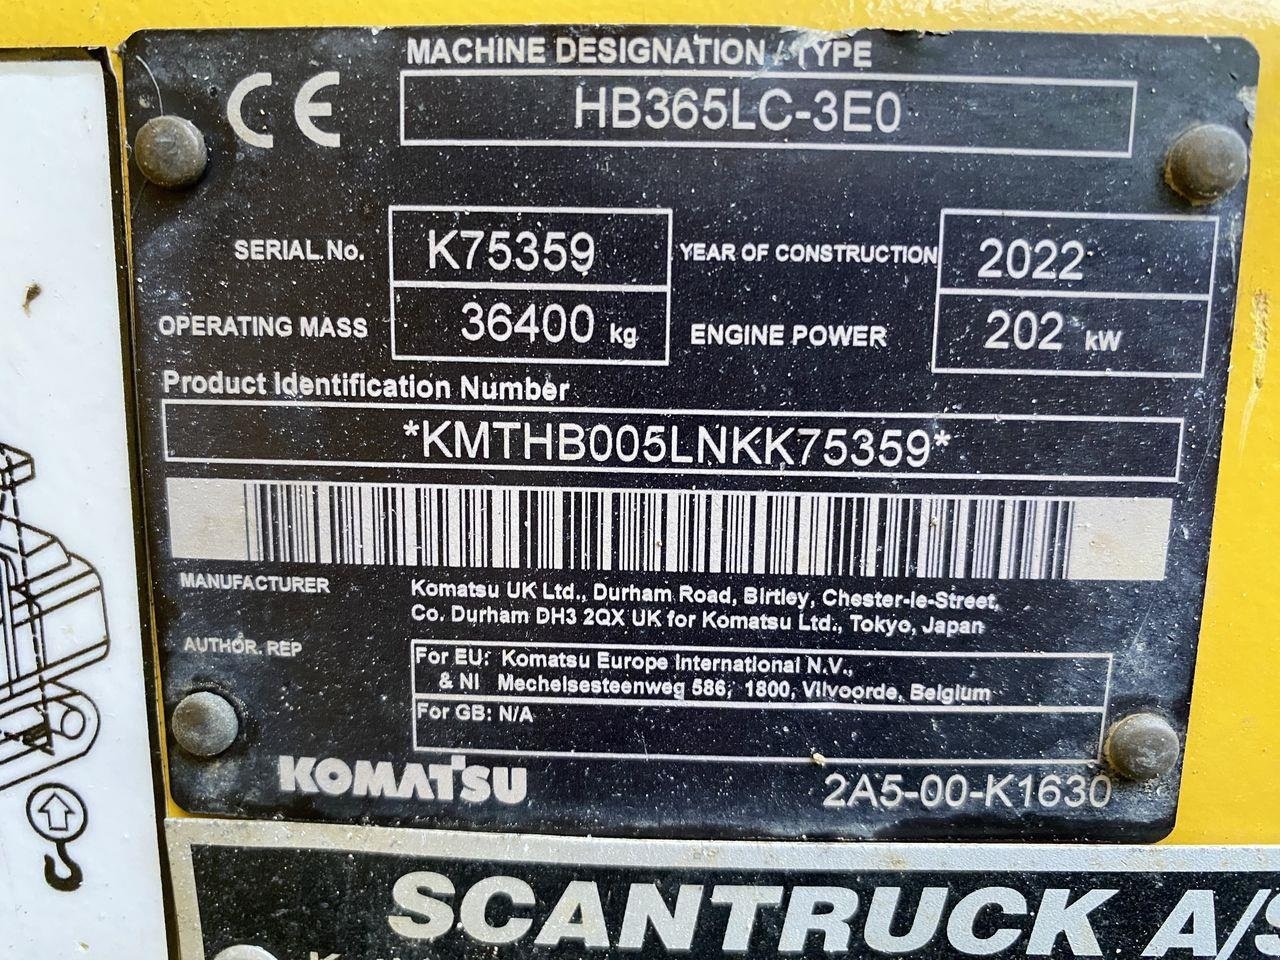 CE
MACHINE DESIGNATION / TYPE
HB365LC-3E0
SERIAL No. K75359 YEAR OF CONSTRUCTION 2022
OPERATING MASS 36400 kg ENGINE POWER 202 kW
Product Identification Number
*KMTHB005LNKK75359*
MANUFACTURER Komatsu UK Ltd., Durham Road, Birtley, Chester-le-Street,
Co. Durham DH3 2QX UK for Komatsu Ltd., Tokyo, Japan
AUTHOR. REP For EU: Komatsu Europe International N.V.,
& NI Mechelsesteenweg 586, 1800, Vilvoorde, Belgium
For GB: N/A
KOMATSU 2A5-00-K1630
SCANTRUCK A/S